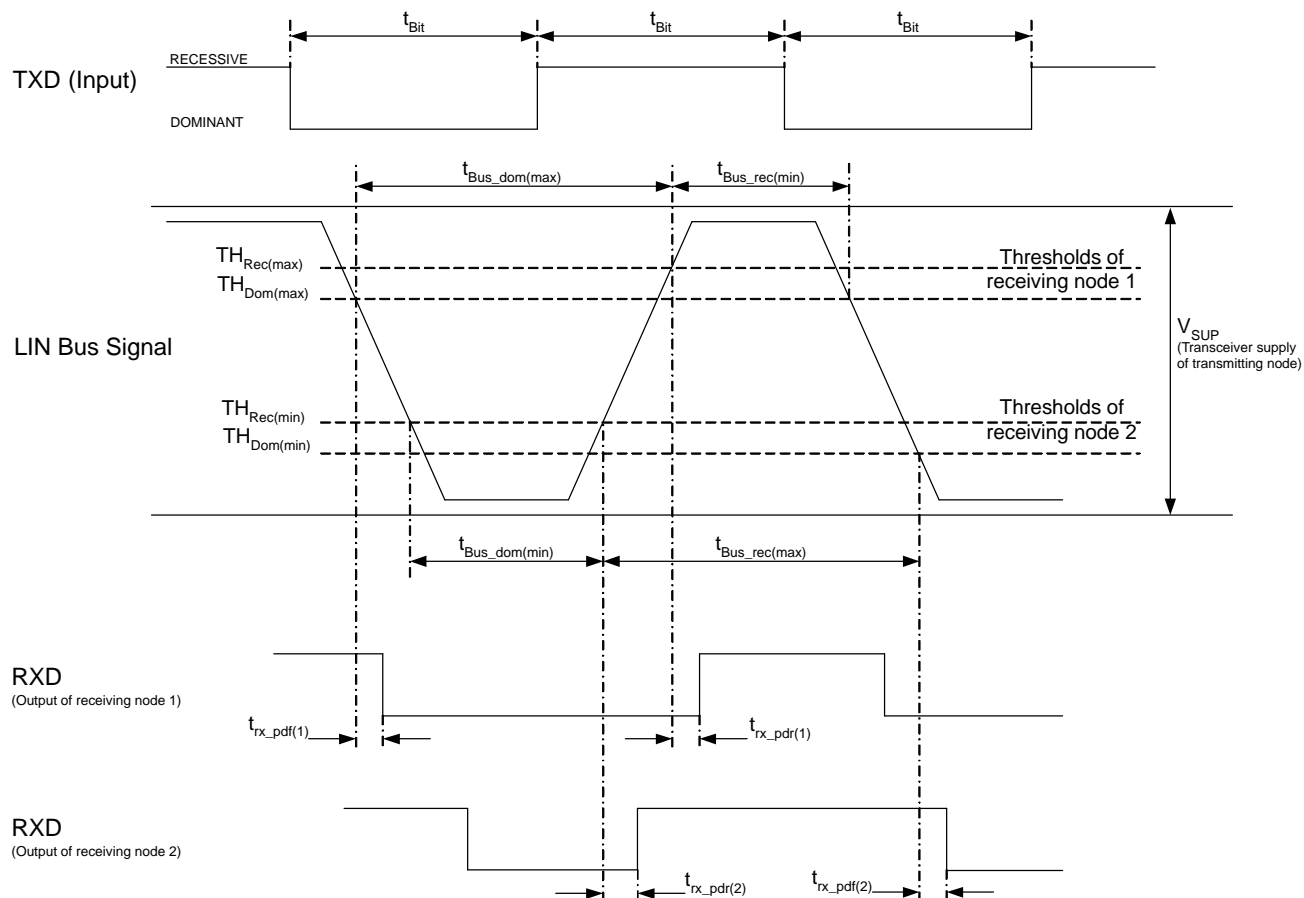 tBit tBit tBit
RECESSIVE
TXD (Input)
DOMINANT
tBus_dom(max) tBus_rec(min)
THRec(max) Thresholds of
THDom(max) receiving node 1
LIN Bus Signal
VSUP
(Transceiver supply
of transmitting node)
THRec(min) Thresholds of
THDom(min) receiving node 2
tBus_dom(min) tBus_rec(max)
RXD
(Output of receiving node 1)
trx_pdf(1) trx_pdr(1)
RXD
(Output of receiving node 2)
trx_pdr(2) trx_pdf(2)